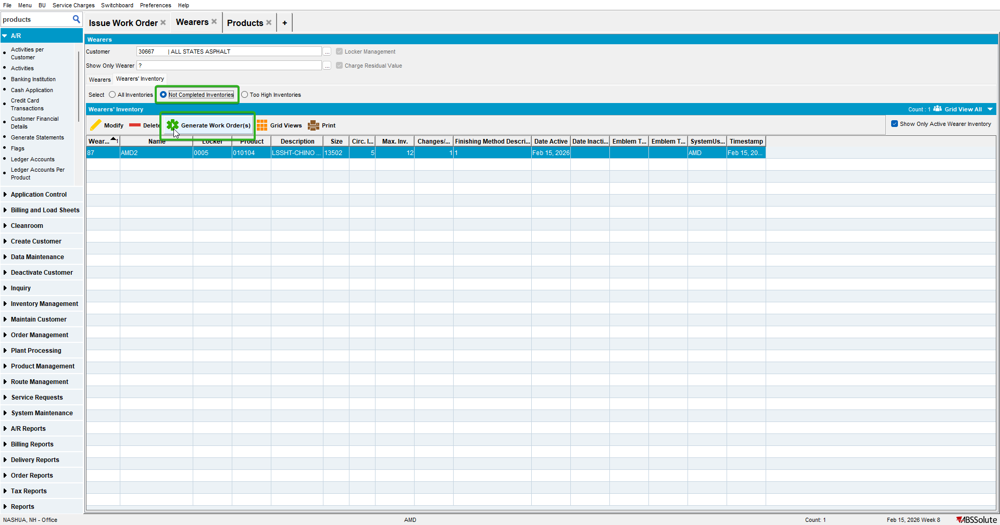 File Menu BU Service Charges Switchboard Preferences Help
products
Issue Work Order
Wearers
Products
+
A/R
Activities per
Customer
Activities
Banking Institution
Cash Application
Credit Card
Transactions
Customer Financial
Details
Generate Statements
Flags
Ledger Accounts
Ledger Accounts Per
Product
Application Control
Billing and Load Sheets
Cleanroom
Create Customer
Data Maintenance
Deactivate Customer
Inquiry
Inventory Management
Maintain Customer
Order Management
Plant Processing
Product Management
Route Management
Service Requests
System Maintenance
A/R Reports
Billing Reports
Delivery Reports
Order Reports
Tax Reports
Reports
Wearers
Customer 30667 | ALL STATES ASPHALT ... Locker Management
Show Only Wearer ? ... Charge Residual Value
Wearers Wearers' Inventory
Select All Inventories Not Completed Inventories Too High Inventories
Wearers' Inventory Count : 1 Grid View All
Modify Delete Generate Work Order(s) Grid Views Print Show Only Active Wearer Inventory
Wear... 1 Name Locker Product Description Size Circ. I... Max. Inv. Changes/... Finishing Method Descri... Date Active Date Inacti... Emblem T... Emblem T... SystemUs... Timestamp
87 AMD2 0005 010104 LSSHT-CHINO ... 13502 5 12 1 1 Feb 15, 2026 AMD Feb 15, 20...
NASHUA, NH - Office AMD Count: 1 Feb 15, 2026 Week 8 ABSSolute